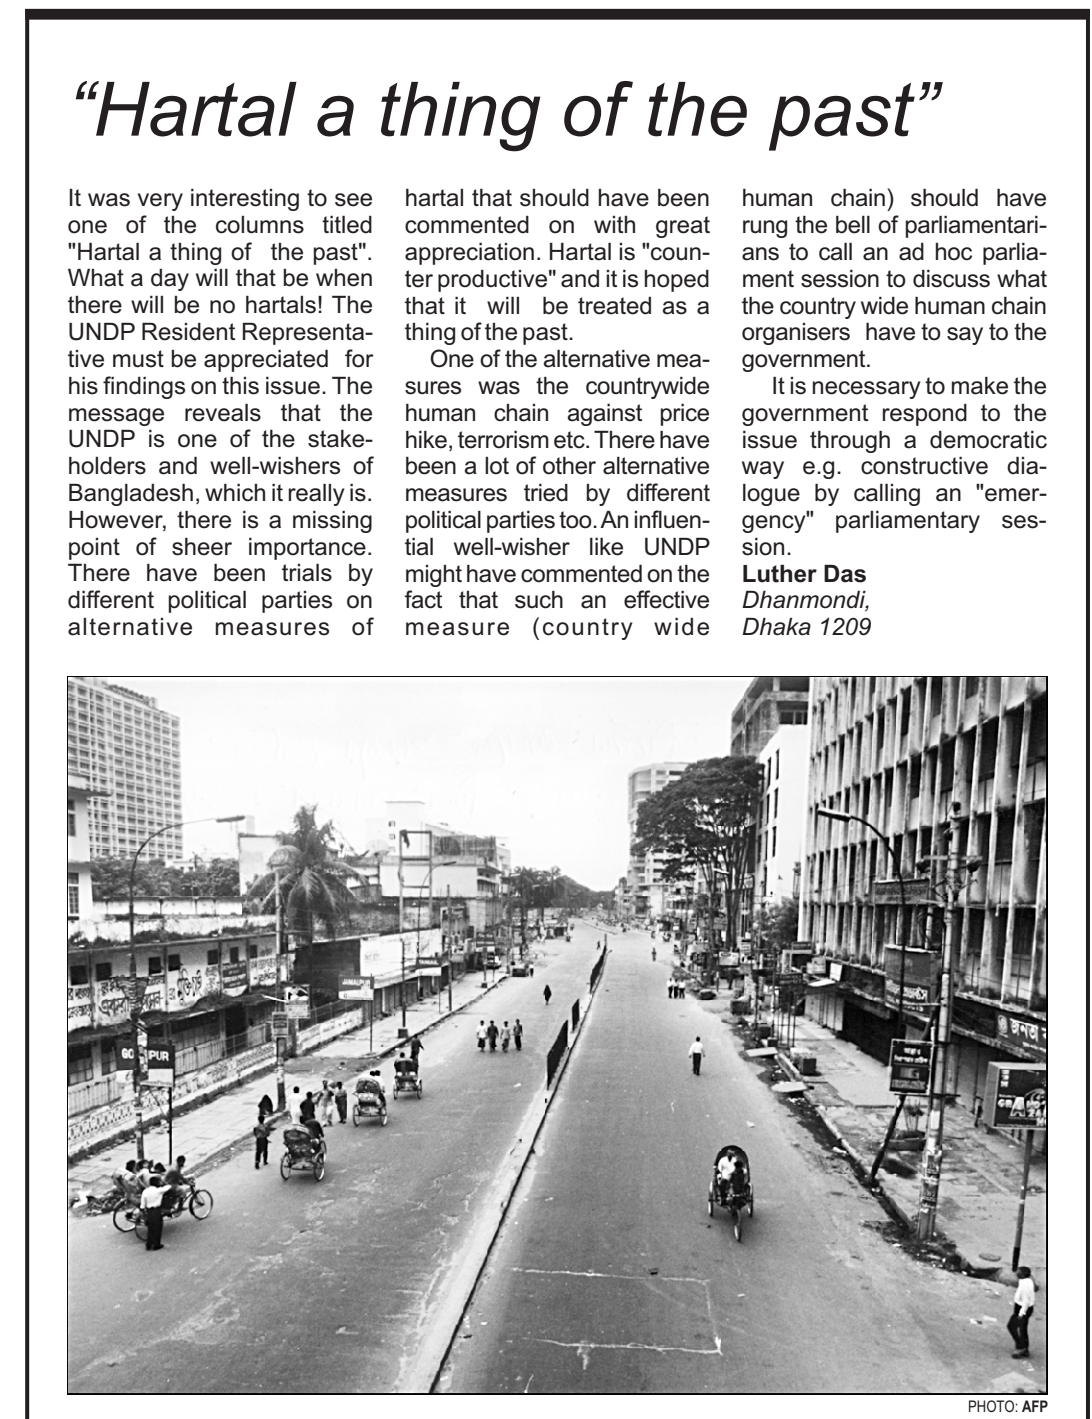 “Hartal a thing of the past”
It was very interesting to see
one of the columns titled
"Hartal a thing of the past".
What a day will that be when
there will be no hartals! The
UNDP Resident Representa-
tive must be appreciated for
his findings on this issue. The
message reveals that the
UNDP is one of the stake-
holders and well-wishers of
Bangladesh, which it really is.
However, there is a missing
point of sheer importance.
There have been trials by
different political parties on
alternative measures of
hartal that should have been
commented on with great
appreciation. Hartal is "coun-
ter productive" and it is hoped
that it will be treated as a
thing of the past.
One of the alternative mea-
sures was the countrywide
human chain against price
hike, terrorism etc. There have
been a lot of other alternative
measures tried by different
political parties too. An influen-
tial well-wisher like UNDP
might have commented on the
fact that such an effective
measure (country wide
human chain) should have
rung the bell of parliamentari-
ans to call an ad hoc parlia-
ment session to discuss what
the country wide human chain
organisers have to say to the
government.
It is necessary to make the
government respond to the
issue through a democratic
way e.g. constructive dia-
logue by calling an "emer-
gency" parliamentary ses-
sion.
Luther Das
Dhanmondi,
Dhaka 1209
JAMALPUR
জনতা
PHOTO: AFP